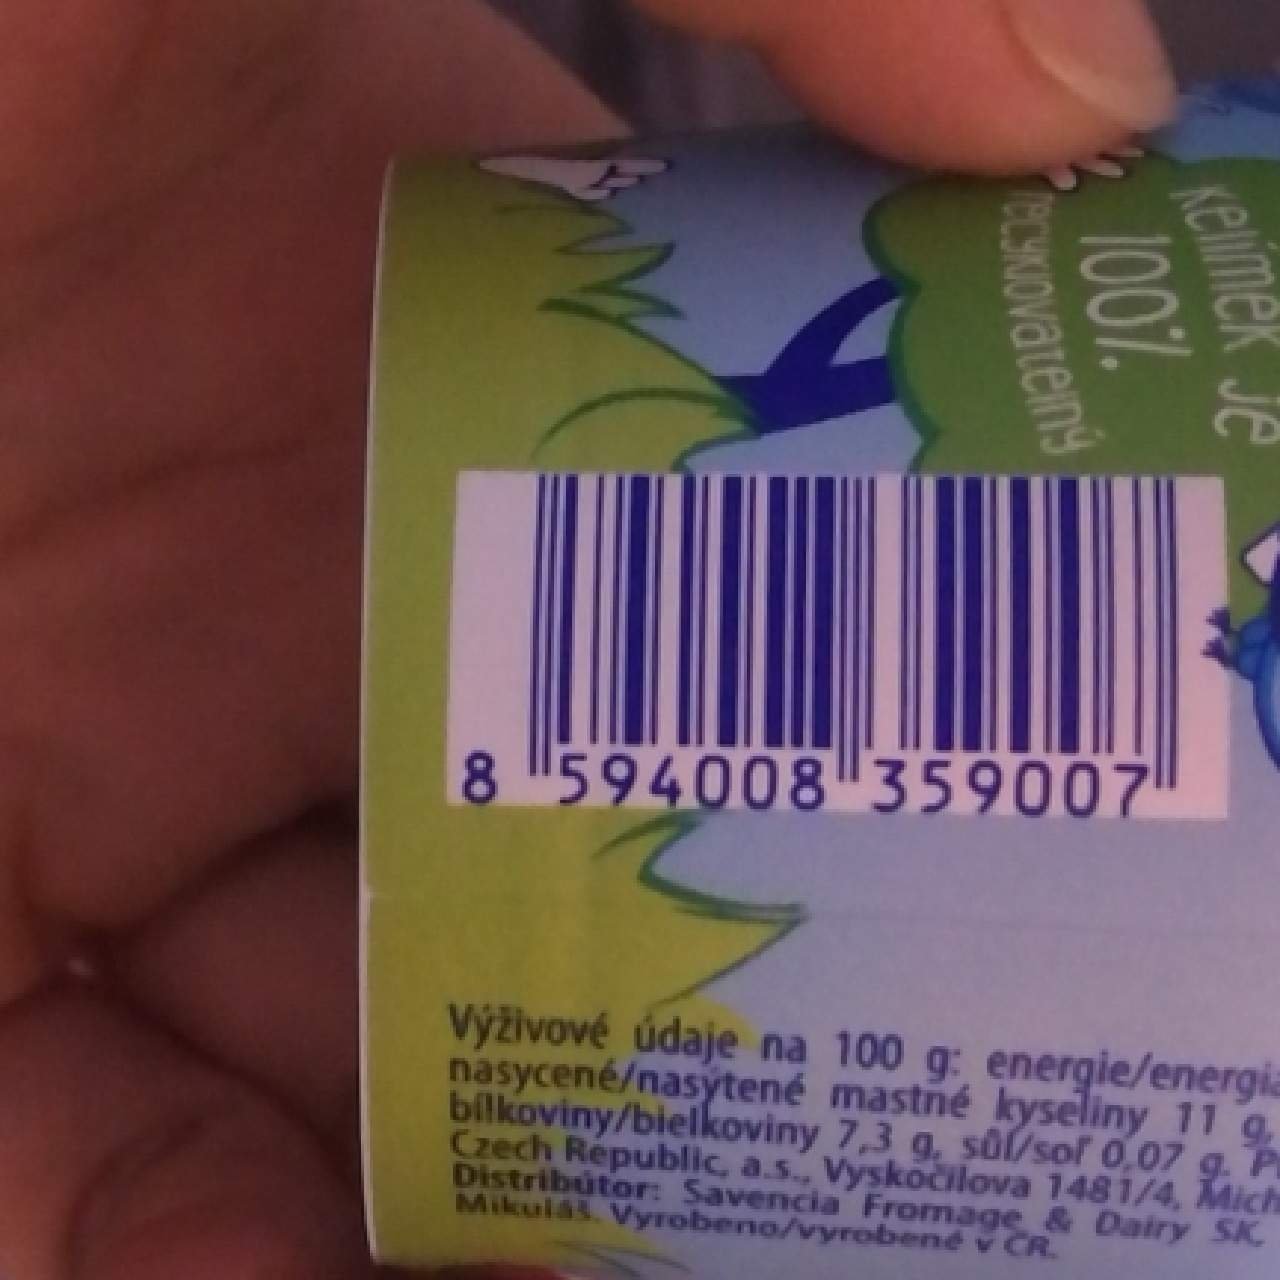 Kelímek je
100%
recyklovatelný
8 594008 359007
Výživové údaje na 100 g: energie/energia
nasycené/nasýtené mastné kyseliny 11 g,
bílkoviny/bielkoviny 7,3 g, sůl/soľ 0,07 g.
Czech Republic, a.s., Vyskočilova 1481/4, Mich
Distribútor: Savencia Fromage & Dairy SK,
Mikuláš. Vyrobeno/vyrobené v ČR.